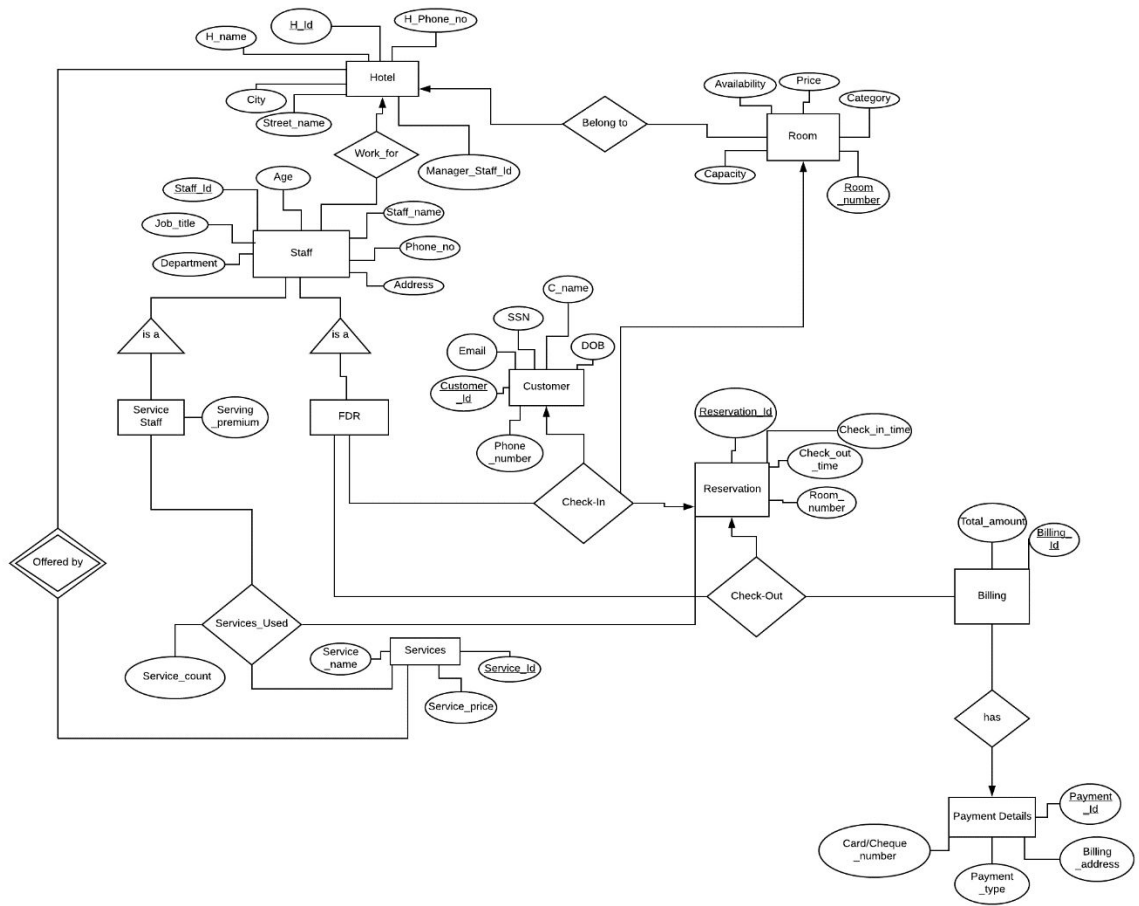 H_Id
H_Phone_no
H_name
Hotel
City
Street_name
Manager_Staff_Id
Work_for
Belong to
Availability
Price
Category
Room
Capacity
Room
_number
Staff_Id
Age
Staff_name
Job_title
Staff
Phone_no
Department
Address
is a
is a
Service
Staff
Serving
_premium
FDR
C_name
SSN
DOB
Email
Customer
Customer
_Id
Phone
_number
Check-In
Reservation_Id
Check_in_time
Check_out
_time
Reservation
Room_
number
Total_amount
Billing_
Id
Billing
Check-Out
Offered by
Services_Used
Service_count
Service
_name
Services
Service_Id
Service_price
has
Payment Details
Payment
_Id
Card/Cheque
_number
Payment
_type
Billing
_address